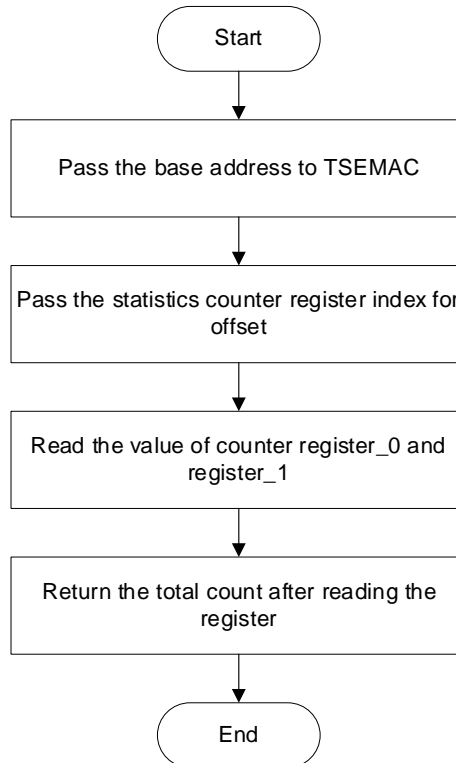 Start
Pass the base address to TSEMAC
Pass the statistics counter register index for
offset
Read the value of counter register_0 and
register_1
Return the total count after reading the
register
End